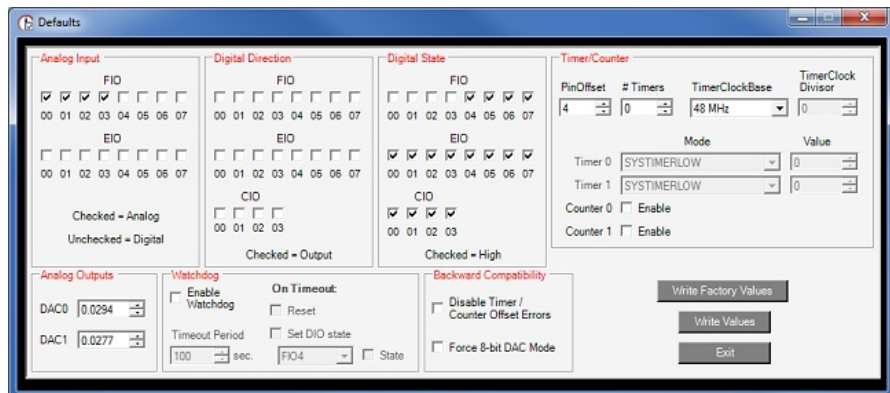 Defaults
Analog Input
FIO
00 01 02 03 04 05 06 07
EIO
00 01 02 03 04 05 06 07
Checked = Analog
Unchecked = Digital
Digital Direction
FIO
00 01 02 03 04 05 06 07
EIO
00 01 02 03 04 05 06 07
CIO
00 01 02 03
Checked = Output
Digital State
FIO
00 01 02 03 04 05 06 07
EIO
00 01 02 03 04 05 06 07
CIO
00 01 02 03
Checked = High
Timer/Counter
PinOffset # Timers TimerClockBase TimerClock Divisor
4 0 48 MHz 0
Mode Value
Timer 0 SYSTIMERLOW 0
Timer 1 SYSTIMERLOW 0
Counter 0 Enable
Counter 1 Enable
Analog Outputs
DAC0 0.0294
DAC1 0.0277
Watchdog
Enable Watchdog
Timeout Period
100 sec.
On Timeout:
Reset
Set DIO state
FIO4 State
Backward Compatibility
Disable Timer /
Counter Offset Errors
Force 8-bit DAC Mode
Write Factory Values
Write Values
Exit